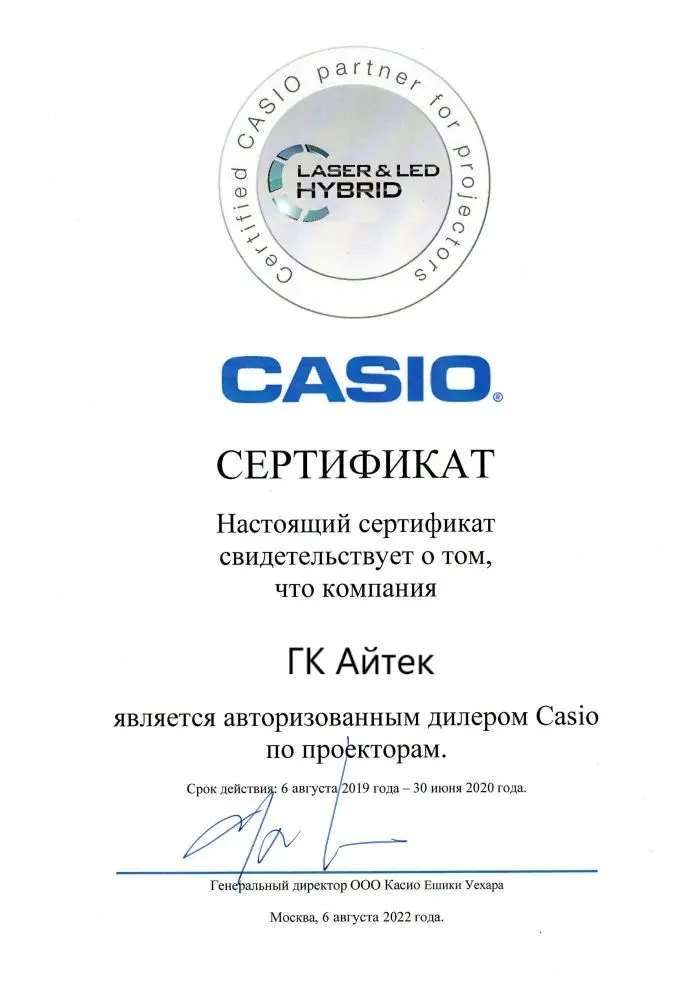 Certified CASIO partner for projectors
LASER & LED
HYBRID
CASIO®
СЕРТИФИКАТ
Настоящий сертификат
свидетельствует о том,
что компания
ГК Айтек
является авторизованным дилером Casio
по проекторам.
Срок действия: 6 августа 2019 года – 30 июня 2020 года.
Генеральный директор ООО Касио Ешики Уехара
Москва, 6 августа 2022 года.